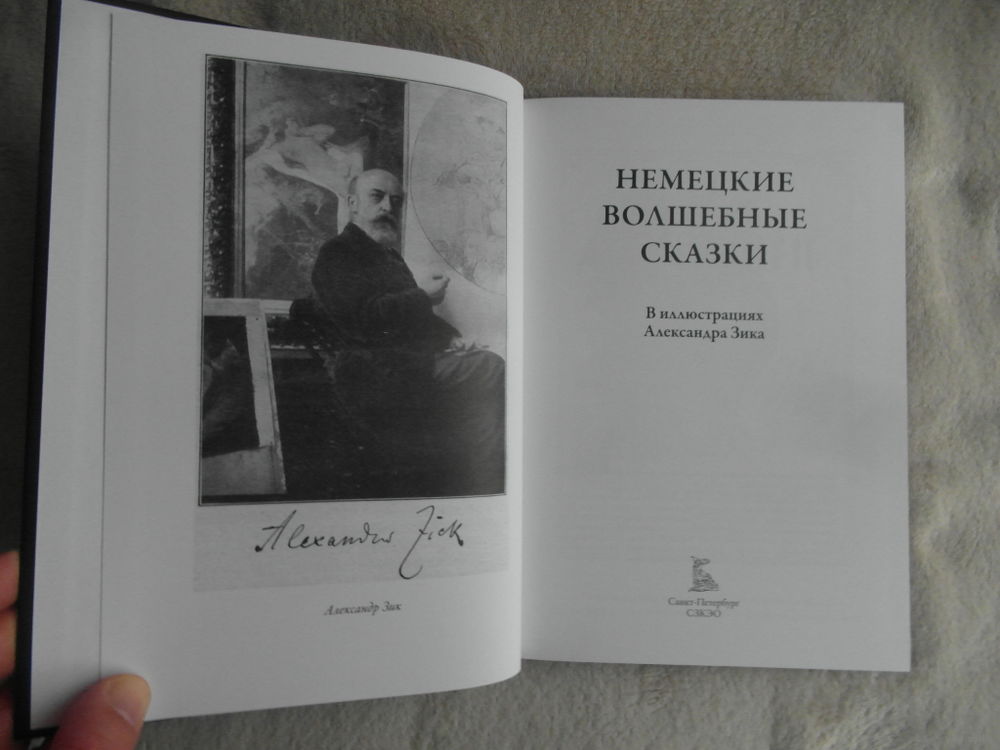 Alexander Zick
Александр Зик
НЕМЕЦКИЕ
ВОЛШЕБНЫЕ
СКАЗКИ
В иллюстрациях
Александра Зика
Санкт-Петербург
СЗКЭО